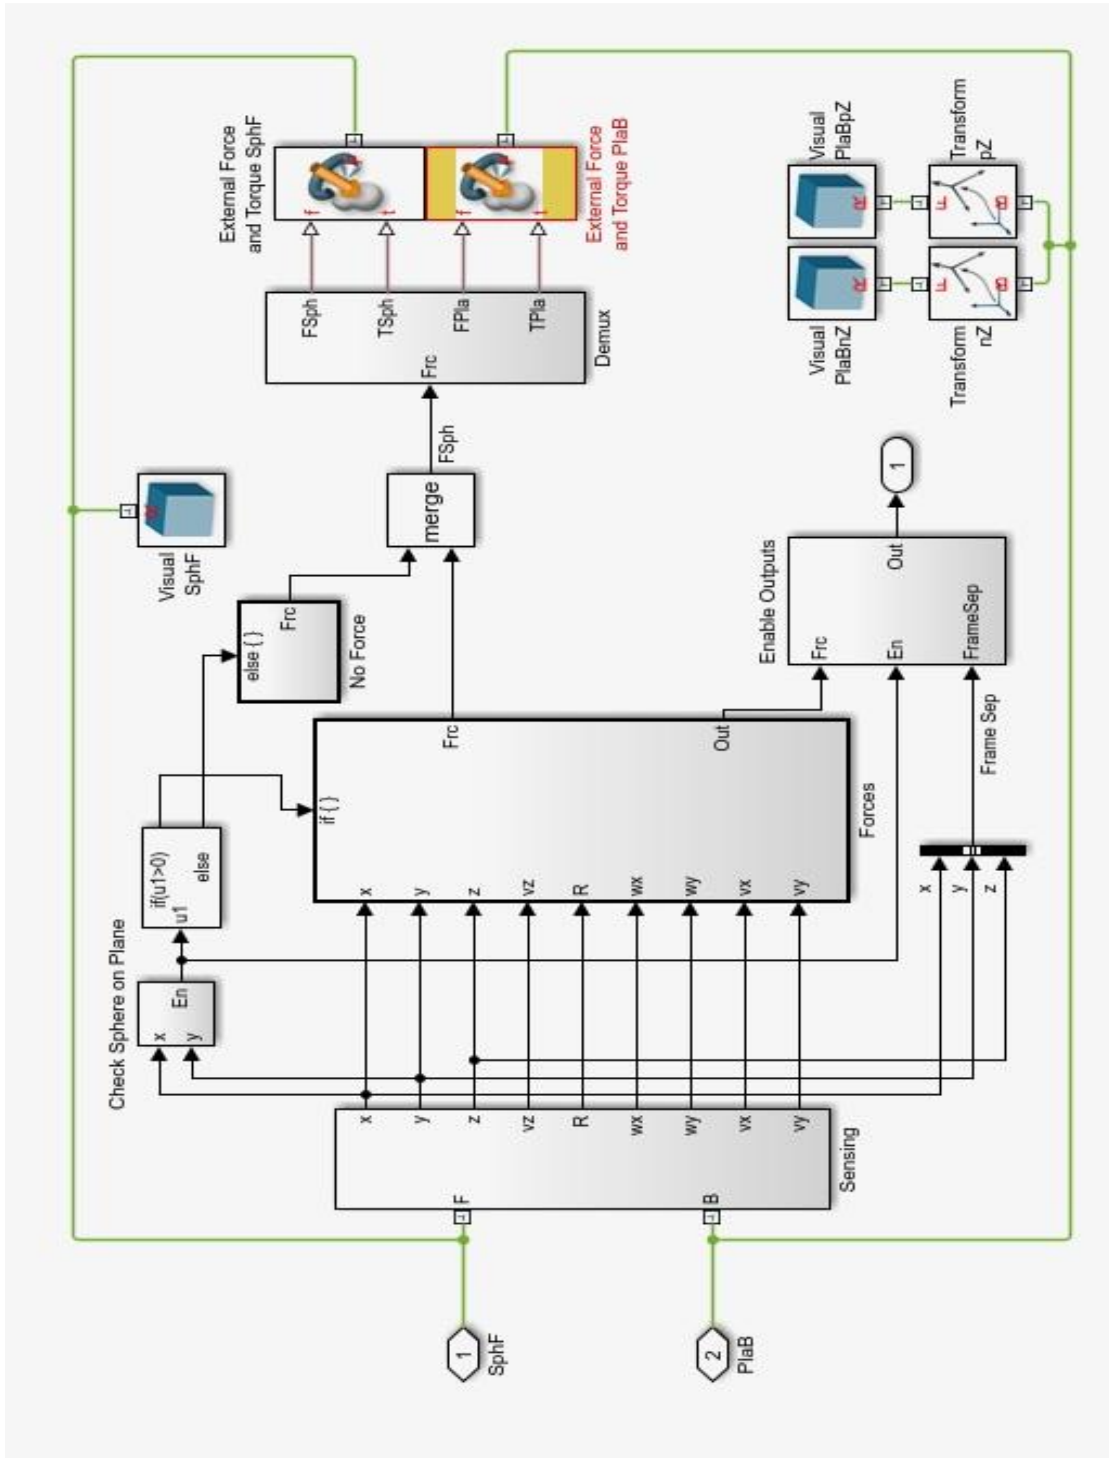 Check Sphere on Plane
x
y
En
if(u1>0)
u1
else
else { }
Frc
No Force
Visual
SphF
External Force
and Torque SphF
f
t
External Force
and Torque PlaB
f
t
1
SphF
2
PlaB
F
B
x
y
z
vz
R
wx
wy
vx
vy
Sensing
if { }
x
y
z
vz
R
wx
wy
vx
vy
Frc
Out
Forces
merge
FSph
Frc
FSph
TSph
FPla
TPla
Demux
x
y
z
Frame Sep
Enable Outputs
Frc
En
FrameSep
Out
1
Visual
PlaBnZ
R
Visual
PlaBpZ
R
Transform
nZ
F
B
Transform
pZ
F
B
R